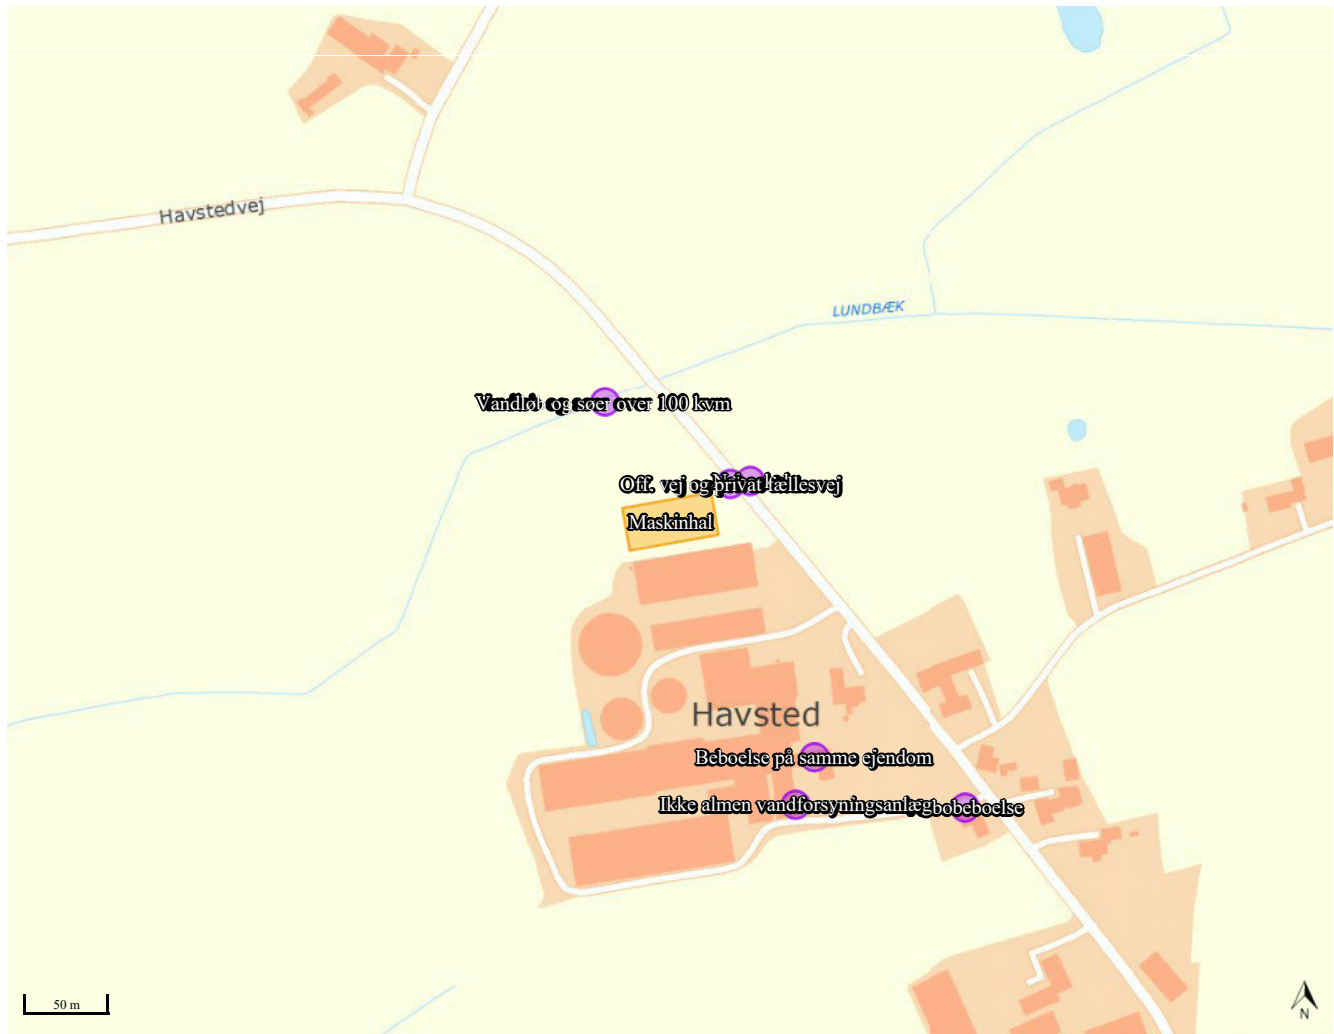 Havstedvej
LUNDBÆK
Vandløb og søer over 100 kvm
Off. vej og privat fællesvej
Maskinhal
Havsted
Beboelse på samme ejendom
Ikke almen vandforsyningsanlæg
bobeboelse
50 m
N